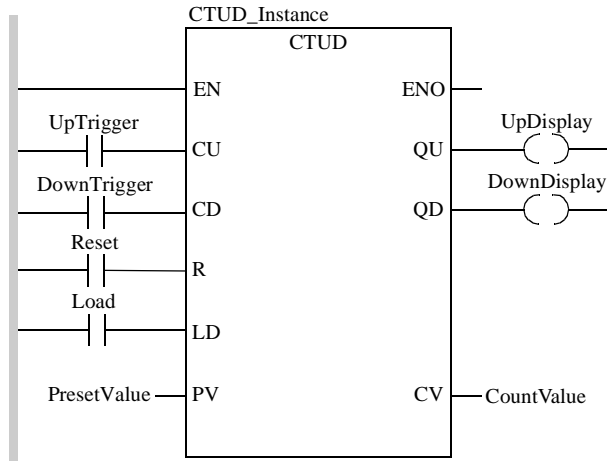 CTUD_Instance
CTUD
EN ENO
UpTrigger UpDisplay
CU QU
DownTrigger DownDisplay
CD QD
Reset
R
Load
LD
PresetValue PV CV CountValue